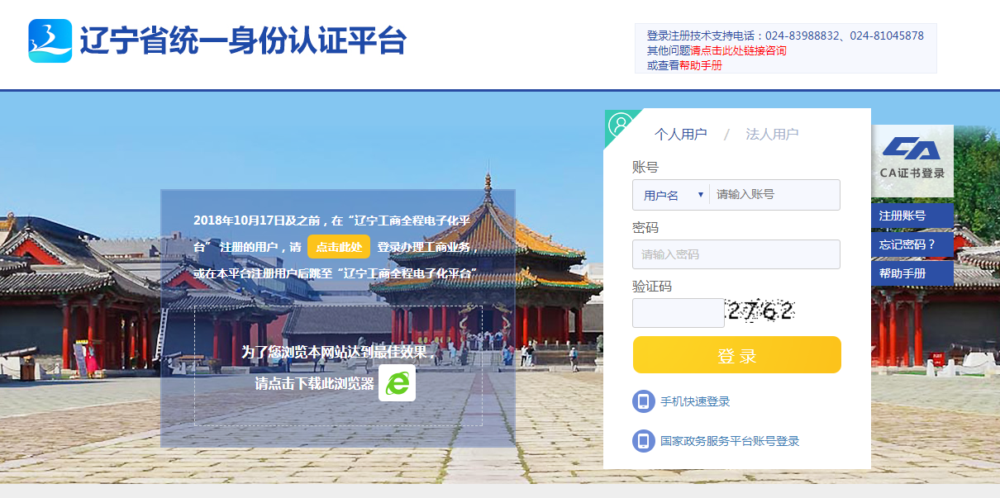 辽宁省统一身份认证平台
登录注册技术支持电话：024-83988832、024-81045878
其他问题请点击此处链接咨询
或查看帮助手册
个人用户 / 法人用户
账号
用户名 ▼ 请输入账号
密码
请输入密码
验证码
2762
登 录
手机快速登录
国家政务服务平台账号登录
CA证书登录
注册账号
忘记密码？
帮助手册
2018年10月17日及之前，在“辽宁工商全程电子化平
台” 注册的用户，请 点击此处 登录办理工商业务，
或在本平台注册用户后跳至“辽宁工商全程电子化平台”
为了您浏览本网站达到最佳效果，
请点击下载此浏览器